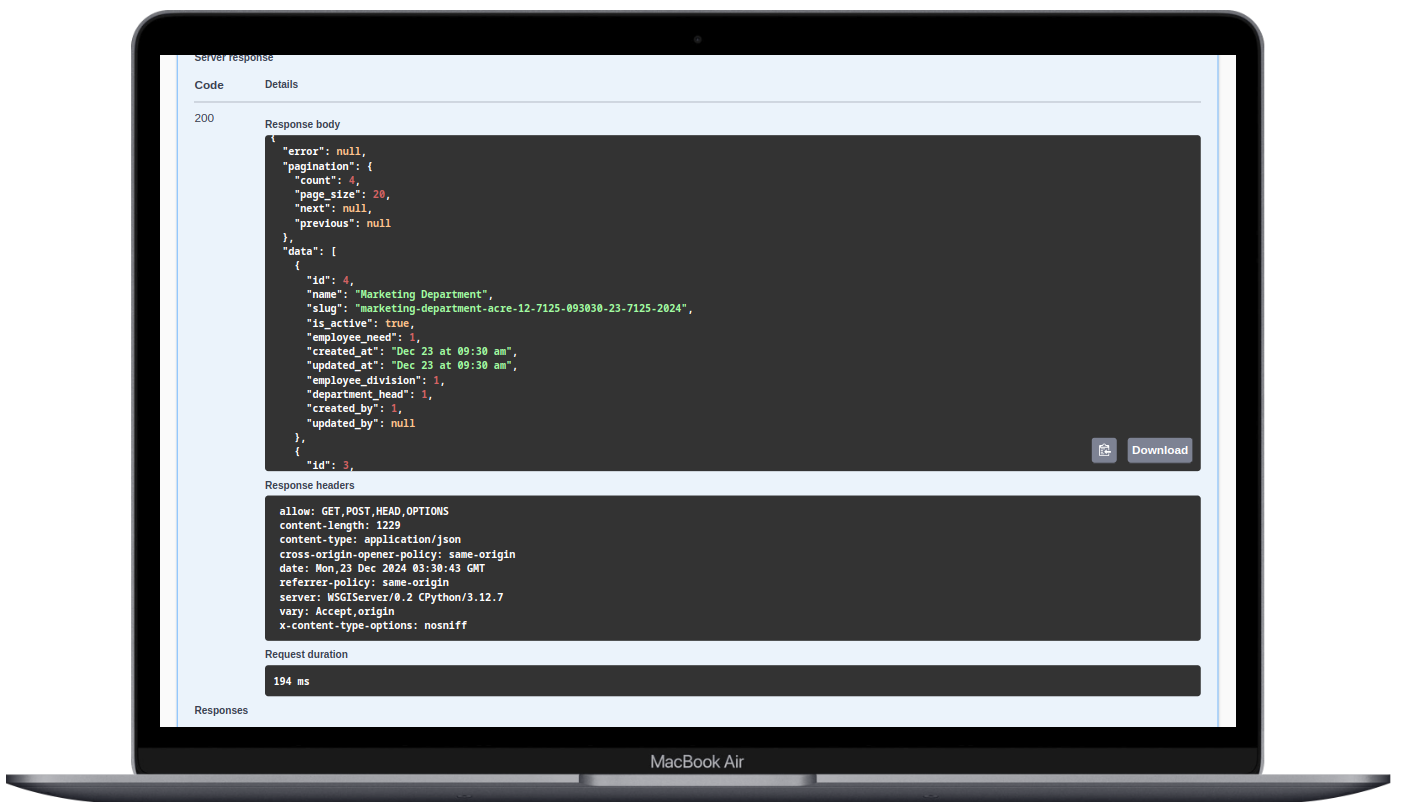 Server response
Code Details
200
Response body
{
  "error": null,
  "pagination": {
    "count": 4,
    "page_size": 20,
    "next": null,
    "previous": null
  },
  "data": [
    {
      "id": 4,
      "name": "Marketing Department",
      "slug": "marketing-department-acre-12-7125-093030-23-7125-2024",
      "is_active": true,
      "employee_need": 1,
      "created_at": "Dec 23 at 09:30 am",
      "updated_at": "Dec 23 at 09:30 am",
      "employee_division": 1,
      "department_head": 1,
      "created_by": 1,
      "updated_by": null
    },
    {
      "id": 3,
Download
Response headers
allow: GET,POST,HEAD,OPTIONS
content-length: 1229
content-type: application/json
cross-origin-opener-policy: same-origin
date: Mon,23 Dec 2024 03:30:43 GMT
referrer-policy: same-origin
server: WSGIServer/0.2 CPython/3.12.7
vary: Accept,origin
x-content-type-options: nosniff
Request duration
194 ms
Responses
MacBook Air